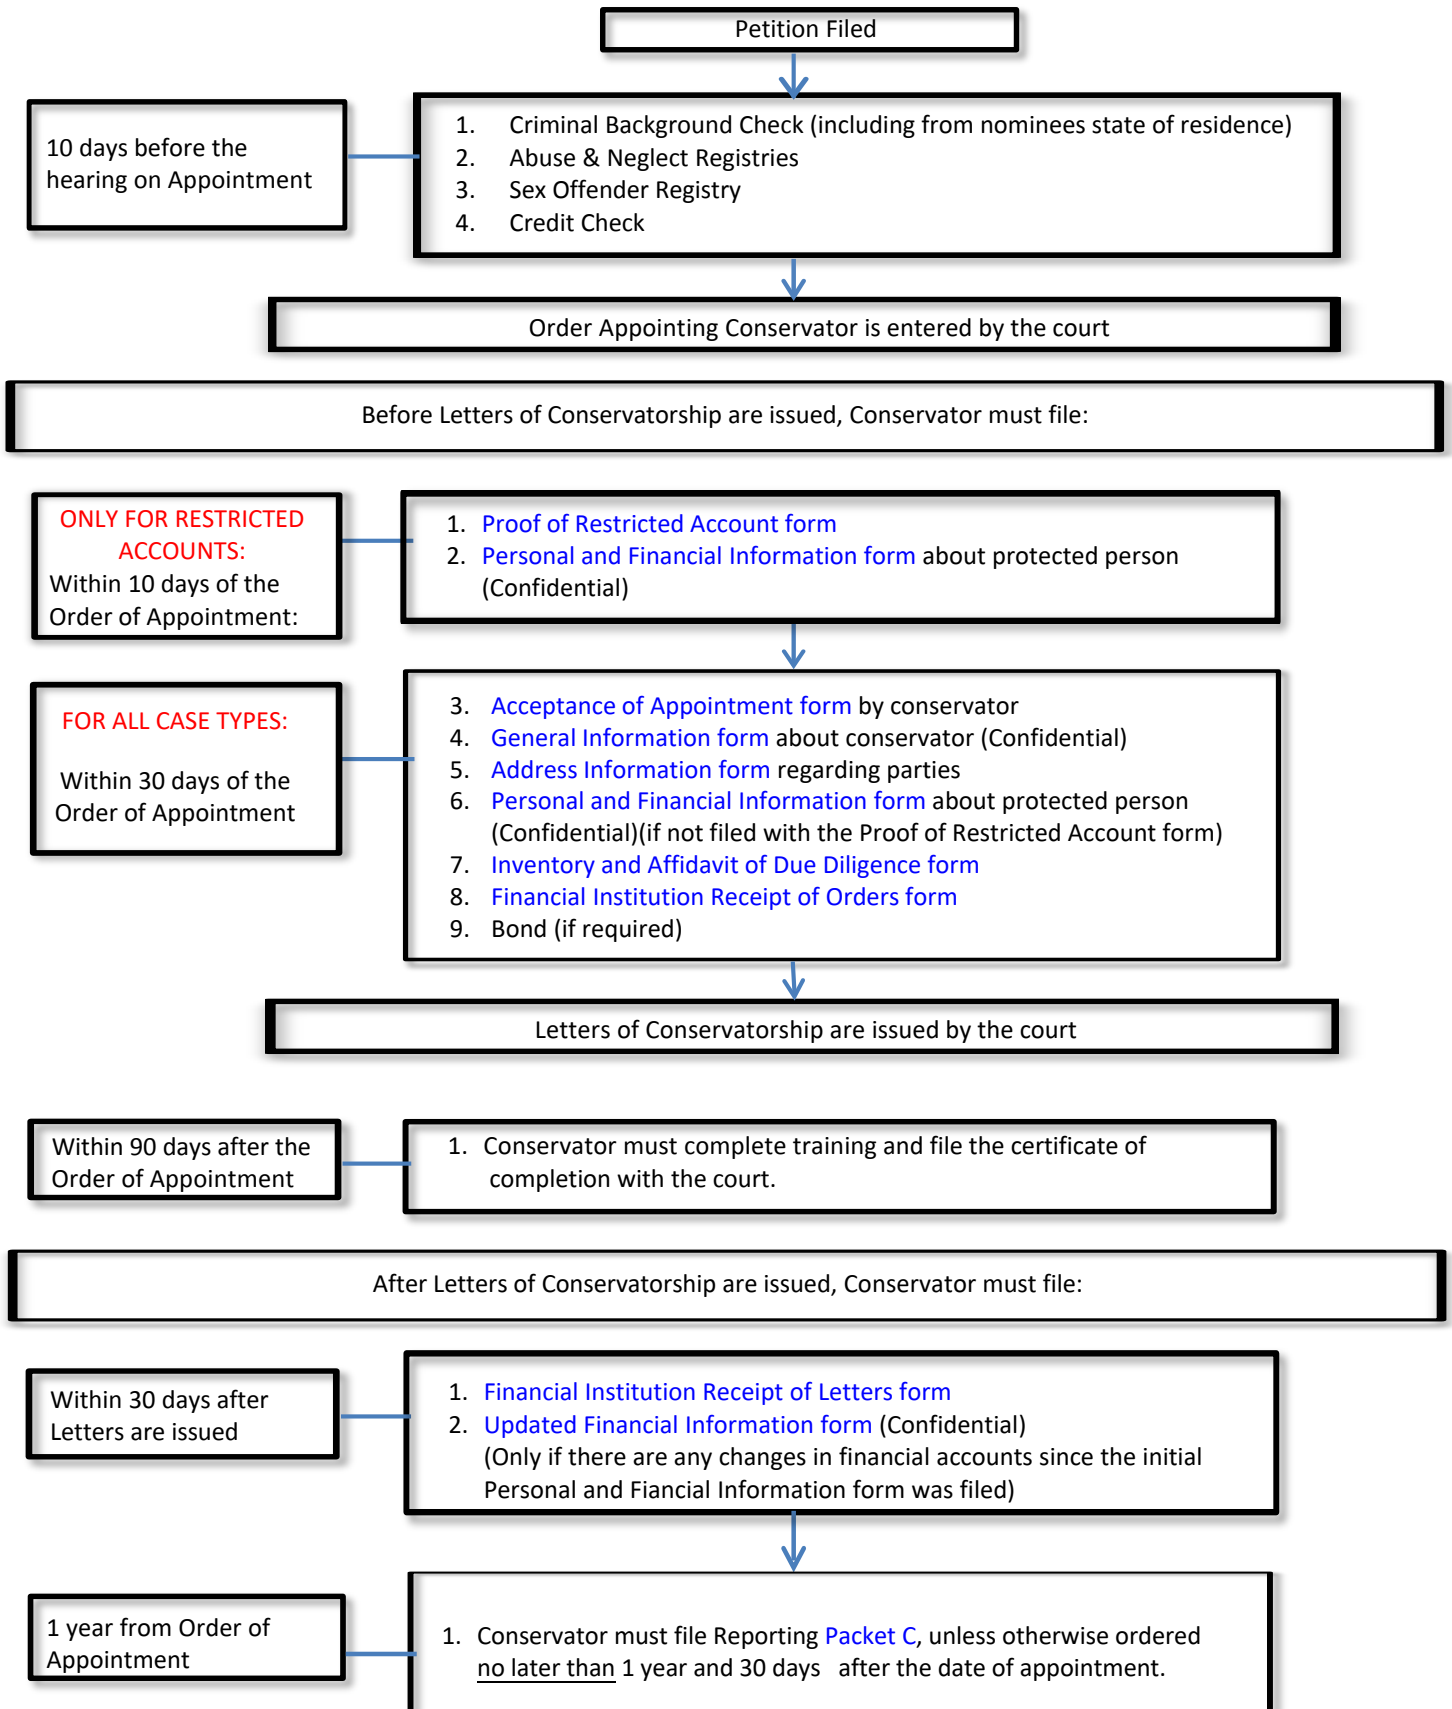 Petition Filed
10 days before the
hearing on Appointment
1. Criminal Background Check (including from nominees state of residence)
2. Abuse & Neglect Registries
3. Sex Offender Registry
4. Credit Check
Order Appointing Conservator is entered by the court
Before Letters of Conservatorship are issued, Conservator must file:
ONLY FOR RESTRICTED
ACCOUNTS:
Within 10 days of the
Order of Appointment:
1. Proof of Restricted Account form
2. Personal and Financial Information form about protected person
(Confidential)
FOR ALL CASE TYPES:
Within 30 days of the
Order of Appointment
3. Acceptance of Appointment form by conservator
4. General Information form about conservator (Confidential)
5. Address Information form regarding parties
6. Personal and Financial Information form about protected person
(Confidential)(if not filed with the Proof of Restricted Account form)
7. Inventory and Affidavit of Due Diligence form
8. Financial Institution Receipt of Orders form
9. Bond (if required)
Letters of Conservatorship are issued by the court
Within 90 days after the
Order of Appointment
1. Conservator must complete training and file the certificate of
completion with the court.
After Letters of Conservatorship are issued, Conservator must file:
Within 30 days after
Letters are issued
1. Financial Institution Receipt of Letters form
2. Updated Financial Information form (Confidential)
(Only if there are any changes in financial accounts since the initial
Personal and Fiancial Information form was filed)
1 year from Order of
Appointment
1. Conservator must file Reporting Packet C, unless otherwise ordered
no later than 1 year and 30 days after the date of appointment.